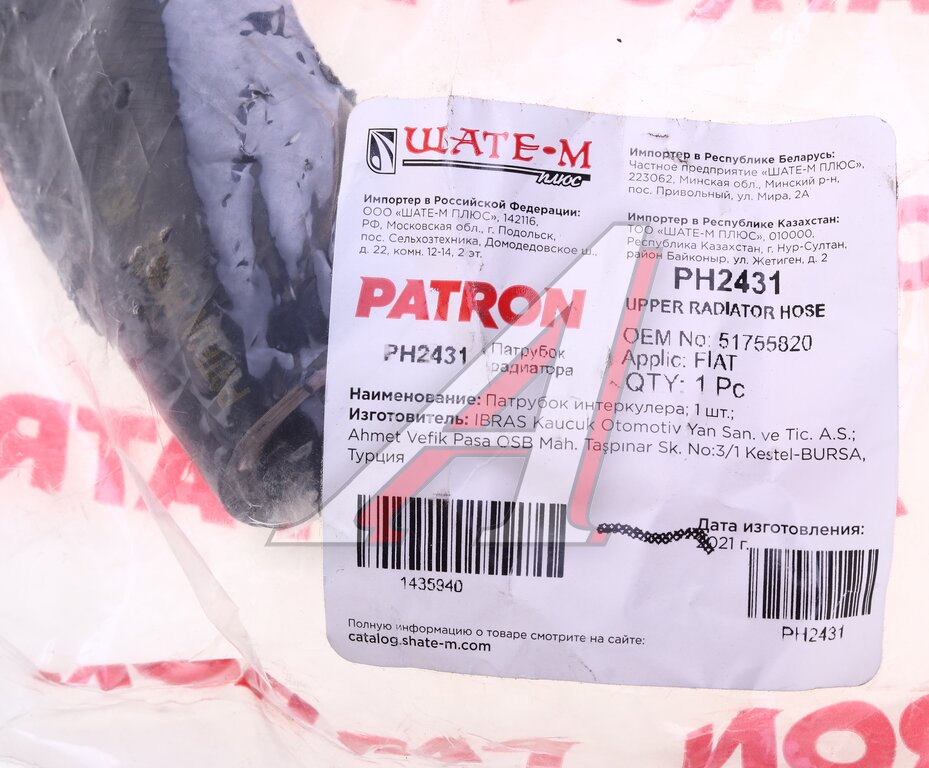 ШАТЕ-М
ПЛЮС
Импортер в Российской Федерации:
ООО «ШАТЕ-М ПЛЮС», 142116,
РФ, Московская обл., г. Подольск,
пос. Сельхозтехника, Домодедовское ш.,
д. 22, комн. 12-14, 2 эт.
Импортер в Республике Беларусь:
Частное предприятие «ШАТЕ-М ПЛЮС»,
223062, Минская обл., Минский р-н,
пос. Привольный, ул. Мира, 2А
Импортер в Республике Казахстан:
ТОО «ШАТЕ-М ПЛЮС», 010000,
Республика Казахстан, г. Нур-Султан,
район Байконыр. ул. Жетиген, д. 2
PATRON
PH2431
Патрубок
радиатора
PH2431
UPPER RADIATOR HOSE
OEM No: 51755820
Applic: FIAT
QTY: 1 Pc
Наименование: Патрубок интеркулера; 1 шт.;
Изготовитель: IBRAS Kaucuk Otomotiv Yan San. ve Tic. A.S.;
Ahmet Vefik Pasa OSB Mah. Taşpınar Sk. No:3/1 Kestel-BURSA,
Турция
1435940
Дата изготовления:
2021 г.
PH2431
Полную информацию о товаре смотрите на сайте:
catalog.shate-m.com